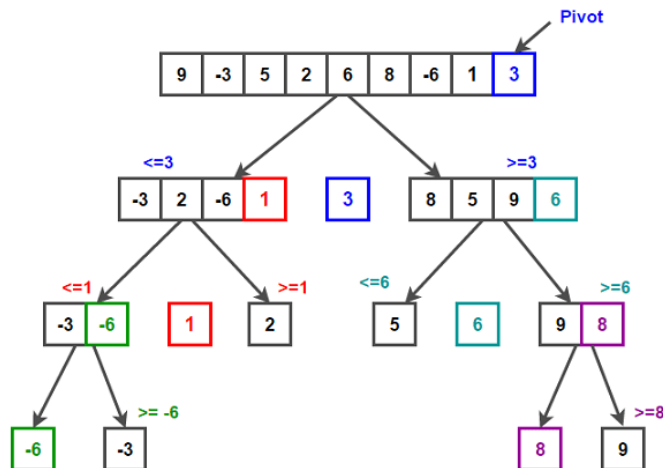 Pivot
9 -3 5 2 6 8 -6 1 3
<=3 >=3
-3 2 -6 1 3 8 5 9 6
<=1 >=1 <=6 >=6
-3 -6 1 2 5 6 9 8
>= -6 >=8
-6 -3 8 9